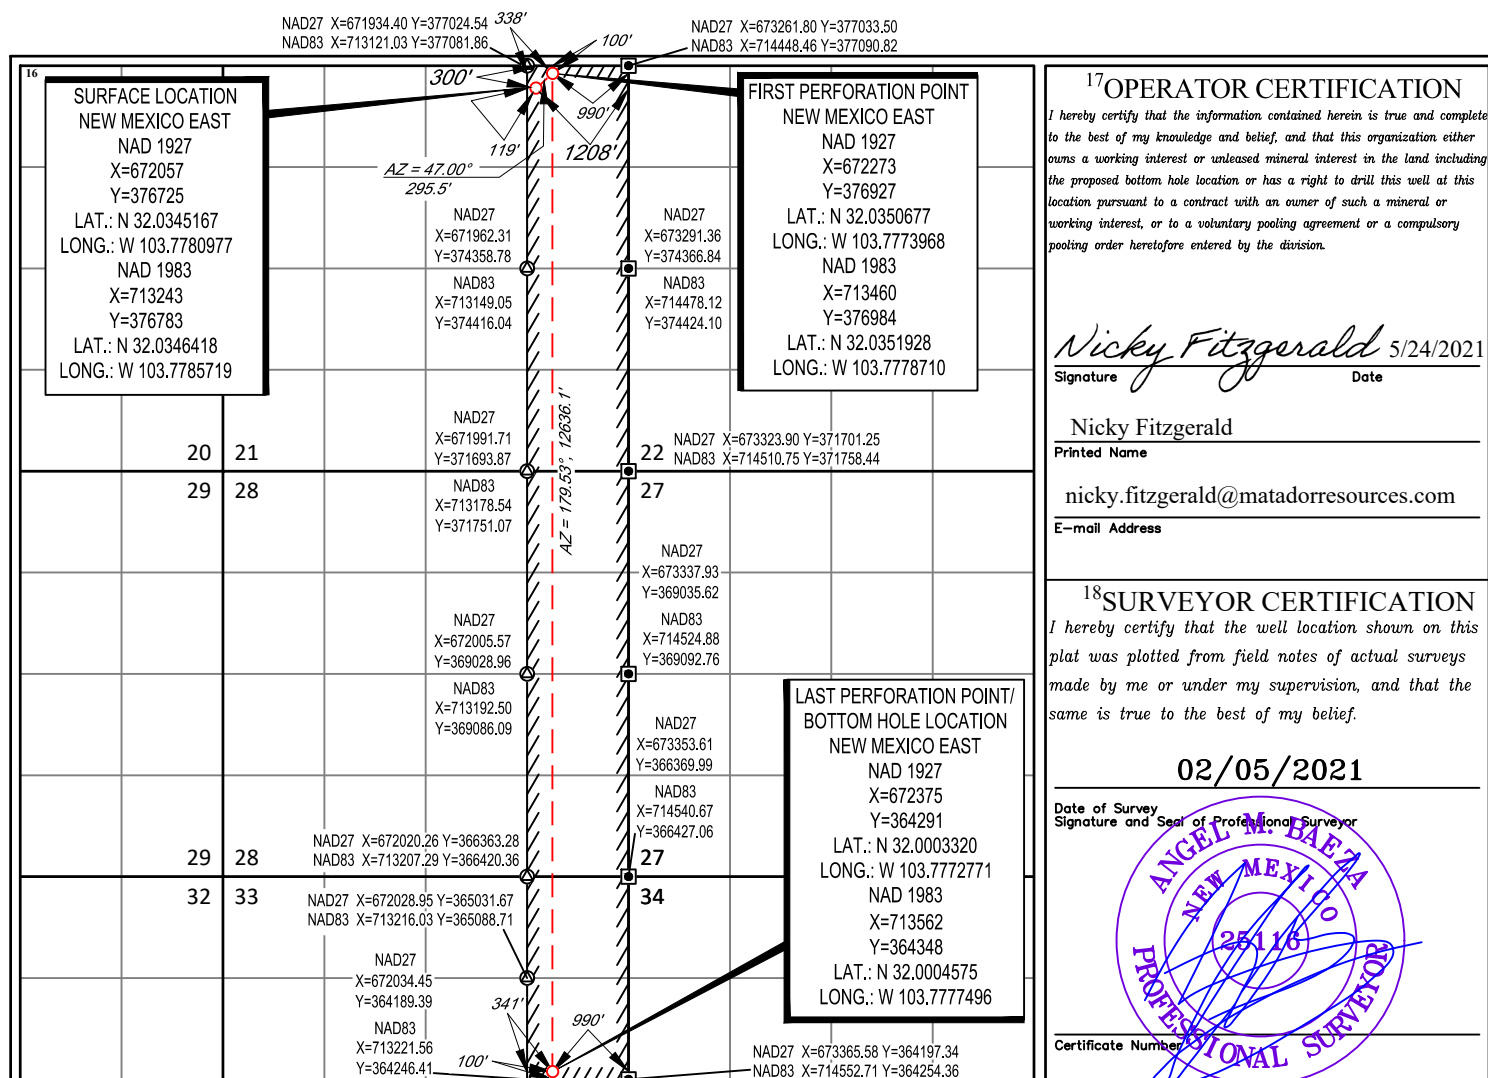 NAD27 X=671934.40 Y=377024.54
NAD83 X=713121.03 Y=377081.86
338'
100'
NAD27 X=673261.80 Y=377033.50
NAD83 X=714448.46 Y=377090.82
16
300'
990'
119'
1208'
AZ = 47.00°
295.5'
SURFACE LOCATION
NEW MEXICO EAST
NAD 1927
X=672057
Y=376725
LAT.: N 32.0345167
LONG.: W 103.7780977
NAD 1983
X=713243
Y=376783
LAT.: N 32.0346418
LONG.: W 103.7785719
FIRST PERFORATION POINT
NEW MEXICO EAST
NAD 1927
X=672273
Y=376927
LAT.: N 32.0350677
LONG.: W 103.7773968
NAD 1983
X=713460
Y=376984
LAT.: N 32.0351928
LONG.: W 103.7778710
NAD27
X=671962.31
Y=374358.78
NAD83
X=713149.05
Y=374416.04
NAD27
X=673291.36
Y=374366.84
NAD83
X=714478.12
Y=374424.10
NAD27
X=671991.71
Y=371693.87
NAD83
X=713178.54
Y=371751.07
AZ = 179.53°, 12636.1'
20 21
29 28
22
27
NAD27 X=673323.90 Y=371701.25
NAD83 X=714510.75 Y=371758.44
NAD27
X=673337.93
Y=369035.62
NAD83
X=714524.88
Y=369092.76
NAD27
X=672005.57
Y=369028.96
NAD83
X=713192.50
Y=369086.09
NAD27
X=673353.61
Y=366369.99
NAD83
X=714540.67
Y=366427.06
LAST PERFORATION POINT/
BOTTOM HOLE LOCATION
NEW MEXICO EAST
NAD 1927
X=672375
Y=364291
LAT.: N 32.0003320
LONG.: W 103.7772771
NAD 1983
X=713562
Y=364348
LAT.: N 32.0004575
LONG.: W 103.7777496
NAD27 X=672020.26 Y=366363.28
NAD83 X=713207.29 Y=366420.36
29 28
32 33
27
34
NAD27 X=672028.95 Y=365031.67
NAD83 X=713216.03 Y=365088.71
NAD27
X=672034.45
Y=364189.39
NAD83
X=713221.56
Y=364246.41
341'
990'
100'
NAD27 X=673365.58 Y=364197.34
NAD83 X=714552.71 Y=364254.36
17 OPERATOR CERTIFICATION
I hereby certify that the information contained herein is true and complete
to the best of my knowledge and belief, and that this organization either
owns a working interest or unleased mineral interest in the land including
the proposed bottom hole location or has a right to drill this well at this
location pursuant to a contract with an owner of such a mineral or
working interest, or to a voluntary pooling agreement or a compulsory
pooling order heretofore entered by the division.
Nicky Fitzgerald 5/24/2021
Signature Date
Nicky Fitzgerald
Printed Name
nicky.fitzgerald@matadorresources.com
E-mail Address
18 SURVEYOR CERTIFICATION
I hereby certify that the well location shown on this
plat was plotted from field notes of actual surveys
made by me or under my supervision, and that the
same is true to the best of my belief.
02/05/2021
Date of Survey
Signature and Seal of Professional Surveyor
ANGEL M. BAEZA
NEW MEXICO
25116
PROFESSIONAL SURVEYOR
Certificate Number